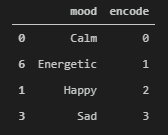 mood encode
0 Calm 0
6 Energetic 1
1 Happy 2
3 Sad 3